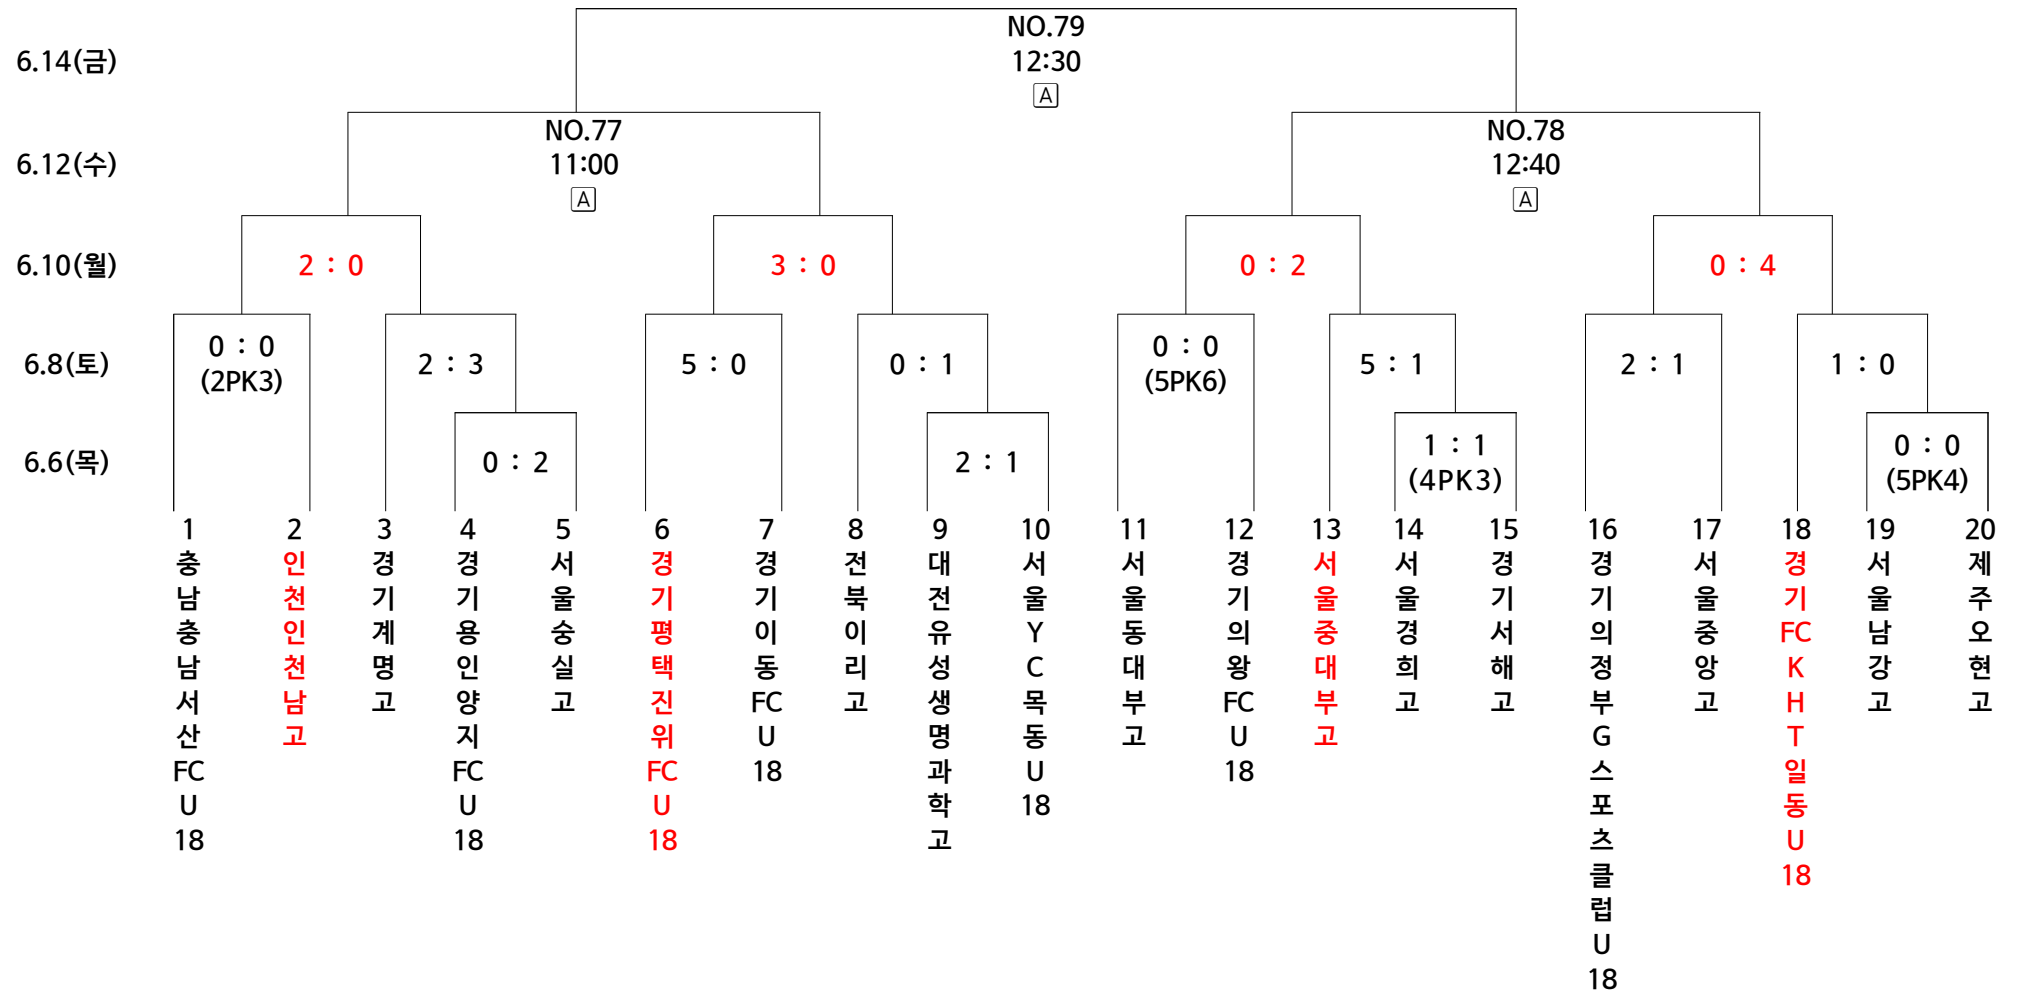 NO.79
6.14(금)
12:30
A
NO.77
NO.78
6.12(수)
11:00
12:40
A
A
6.10(월)
2 : 0
3 : 0
0 : 2
0 : 4
0 : 0
(2PK3)
0 : 0
(5PK6)
6.8(토)
2 : 3
5 : 0
0 : 1
5 : 1
2 : 1
1 : 0
6.6(목)
0 : 2
2 : 1
1 : 1
(4PK3)
0 : 0
(5PK4)
1
충남충남서산FCU18
2
인천인천남고
3
경기계명고
4
경기용인양지FCU18
5
서울숭실고
6
경기평택진위FCU18
7
경기이동FCU18
8
전북이리고
9
대전유성생명과학고
10
서울YC목동U18
11
서울동대부고
12
경기의왕FCU18
13
서울중대부고
14
서울경희고
15
경기서해고
16
경기의정부G스포츠클럽U18
17
서울중앙고
18
경기FCKHT일동U18
19
서울남강고
20
제주오현고